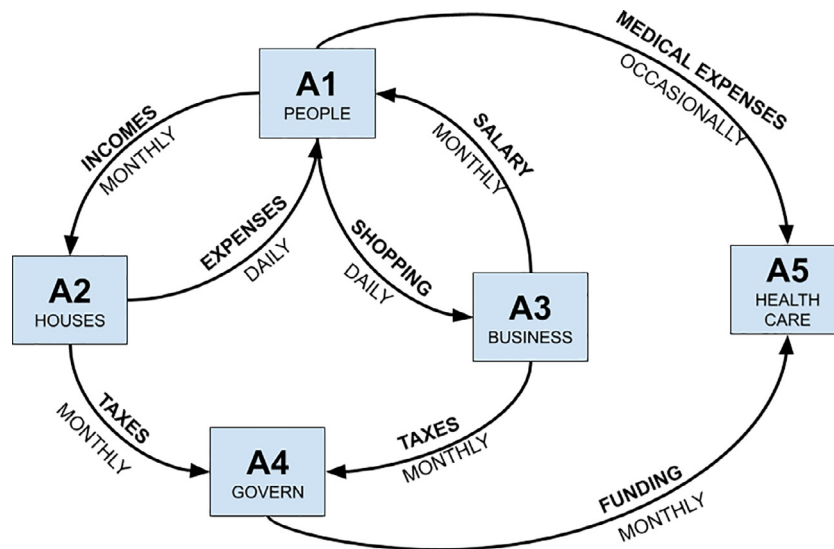 A1
PEOPLE
MEDICAL EXPENSES
OCCASIONALLY
INCOMES
MONTHLY
SALARY
MONTHLY
EXPENSES
DAILY
SHOPPING
DAILY
A2
HOUSES
A3
BUSINESS
A5
HEALTH
CARE
TAXES
MONTHLY
A4
GOVERN
TAXES
MONTHLY
FUNDING
MONTHLY